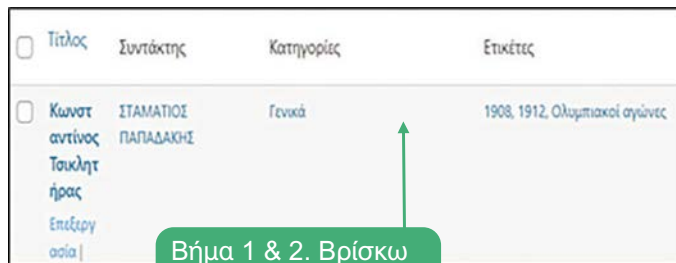 Τίτλος Συντάκτης Κατηγορίες Ετικέτες
Κωνστ ΣΤΑΜΑΤΙΟΣ Γενικά 1908, 1912, Ολυμπιακοί αγώνες
αντίνος ΠΑΠΑΔΑΚΗΣ
Τσικλητ
ήρας
Επεξεργ
ασία |
Βήμα 1 & 2. Βρίσκω